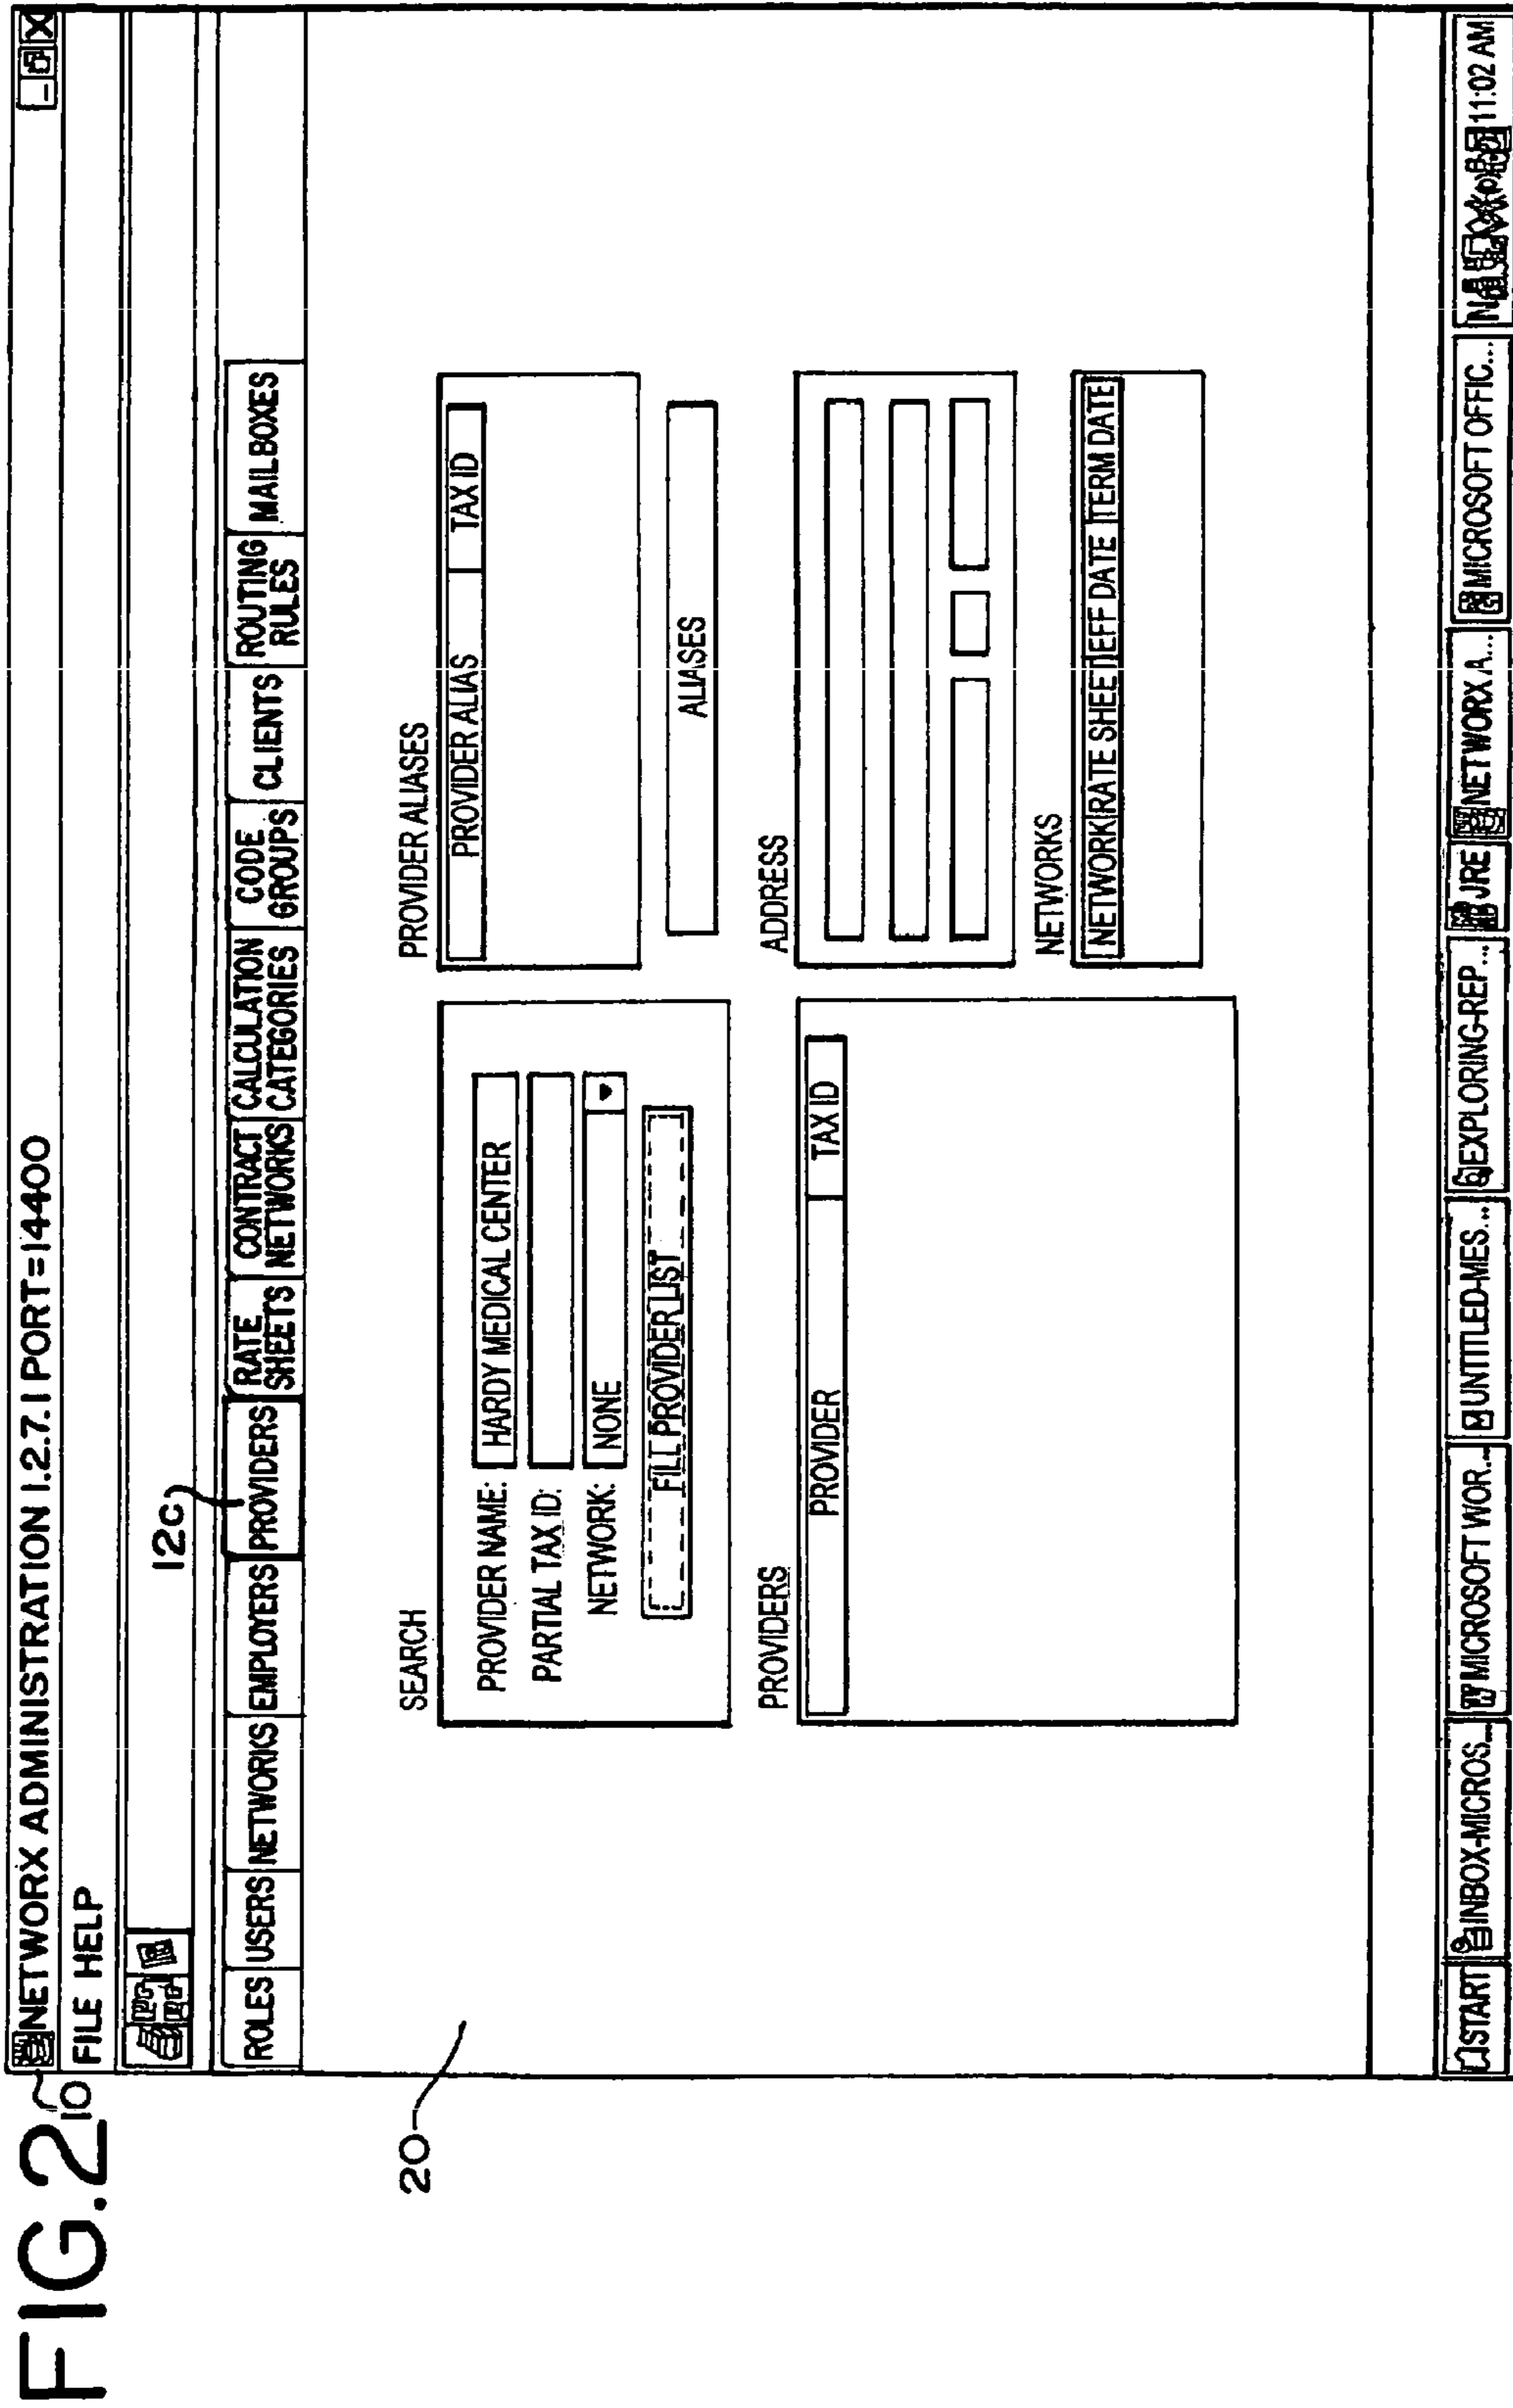 FIG.2
10
NETWORX ADMINISTRATION 1.2.7.1 PORT=14400
FILE HELP
12c
ROLES USERS NETWORKS EMPLOYERS PROVIDERS RATE SHEETS CONTRACT NETWORKS CALCULATION CATEGORIES CODE GROUPS CLIENTS ROUTING RULES MAILBOXES
20
SEARCH
PROVIDER NAME: HARDY MEDICAL CENTER
PARTIAL TAX ID:
NETWORK: NONE
FILL PROVIDER LIST
PROVIDERS
PROVIDER TAX ID
PROVIDER ALIASES
PROVIDER ALIAS TAX ID
ALIASES
ADDRESS
NETWORKS
NETWORK RATE SHEET EFF DATE TERM DATE
START INBOX-MICROS... MICROSOFT WOR... UNTITLED-MES... EXPLORING-REP... JRE NETWORX A... MICROSOFT OFFIC... 11:02 AM